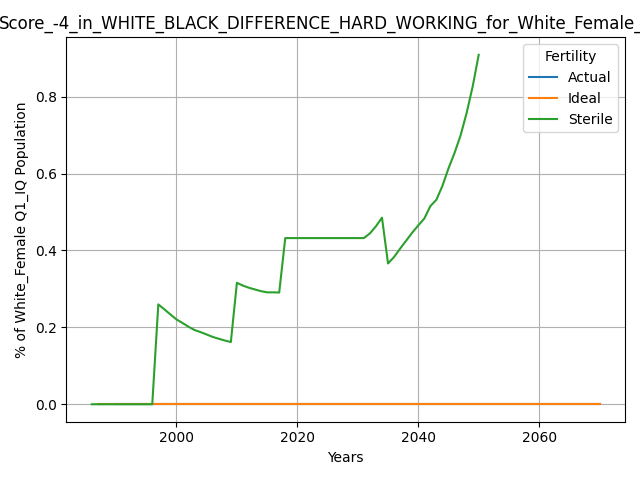 Score_-4_in_WHITE_BLACK_DIFFERENCE_HARD_WORKING_for_White_Female_
Fertility
Actual
Ideal
Sterile
% of White_Female Q1_IQ Population
0.8
0.6
0.4
0.2
0.0
2000 2020 2040 2060
Years